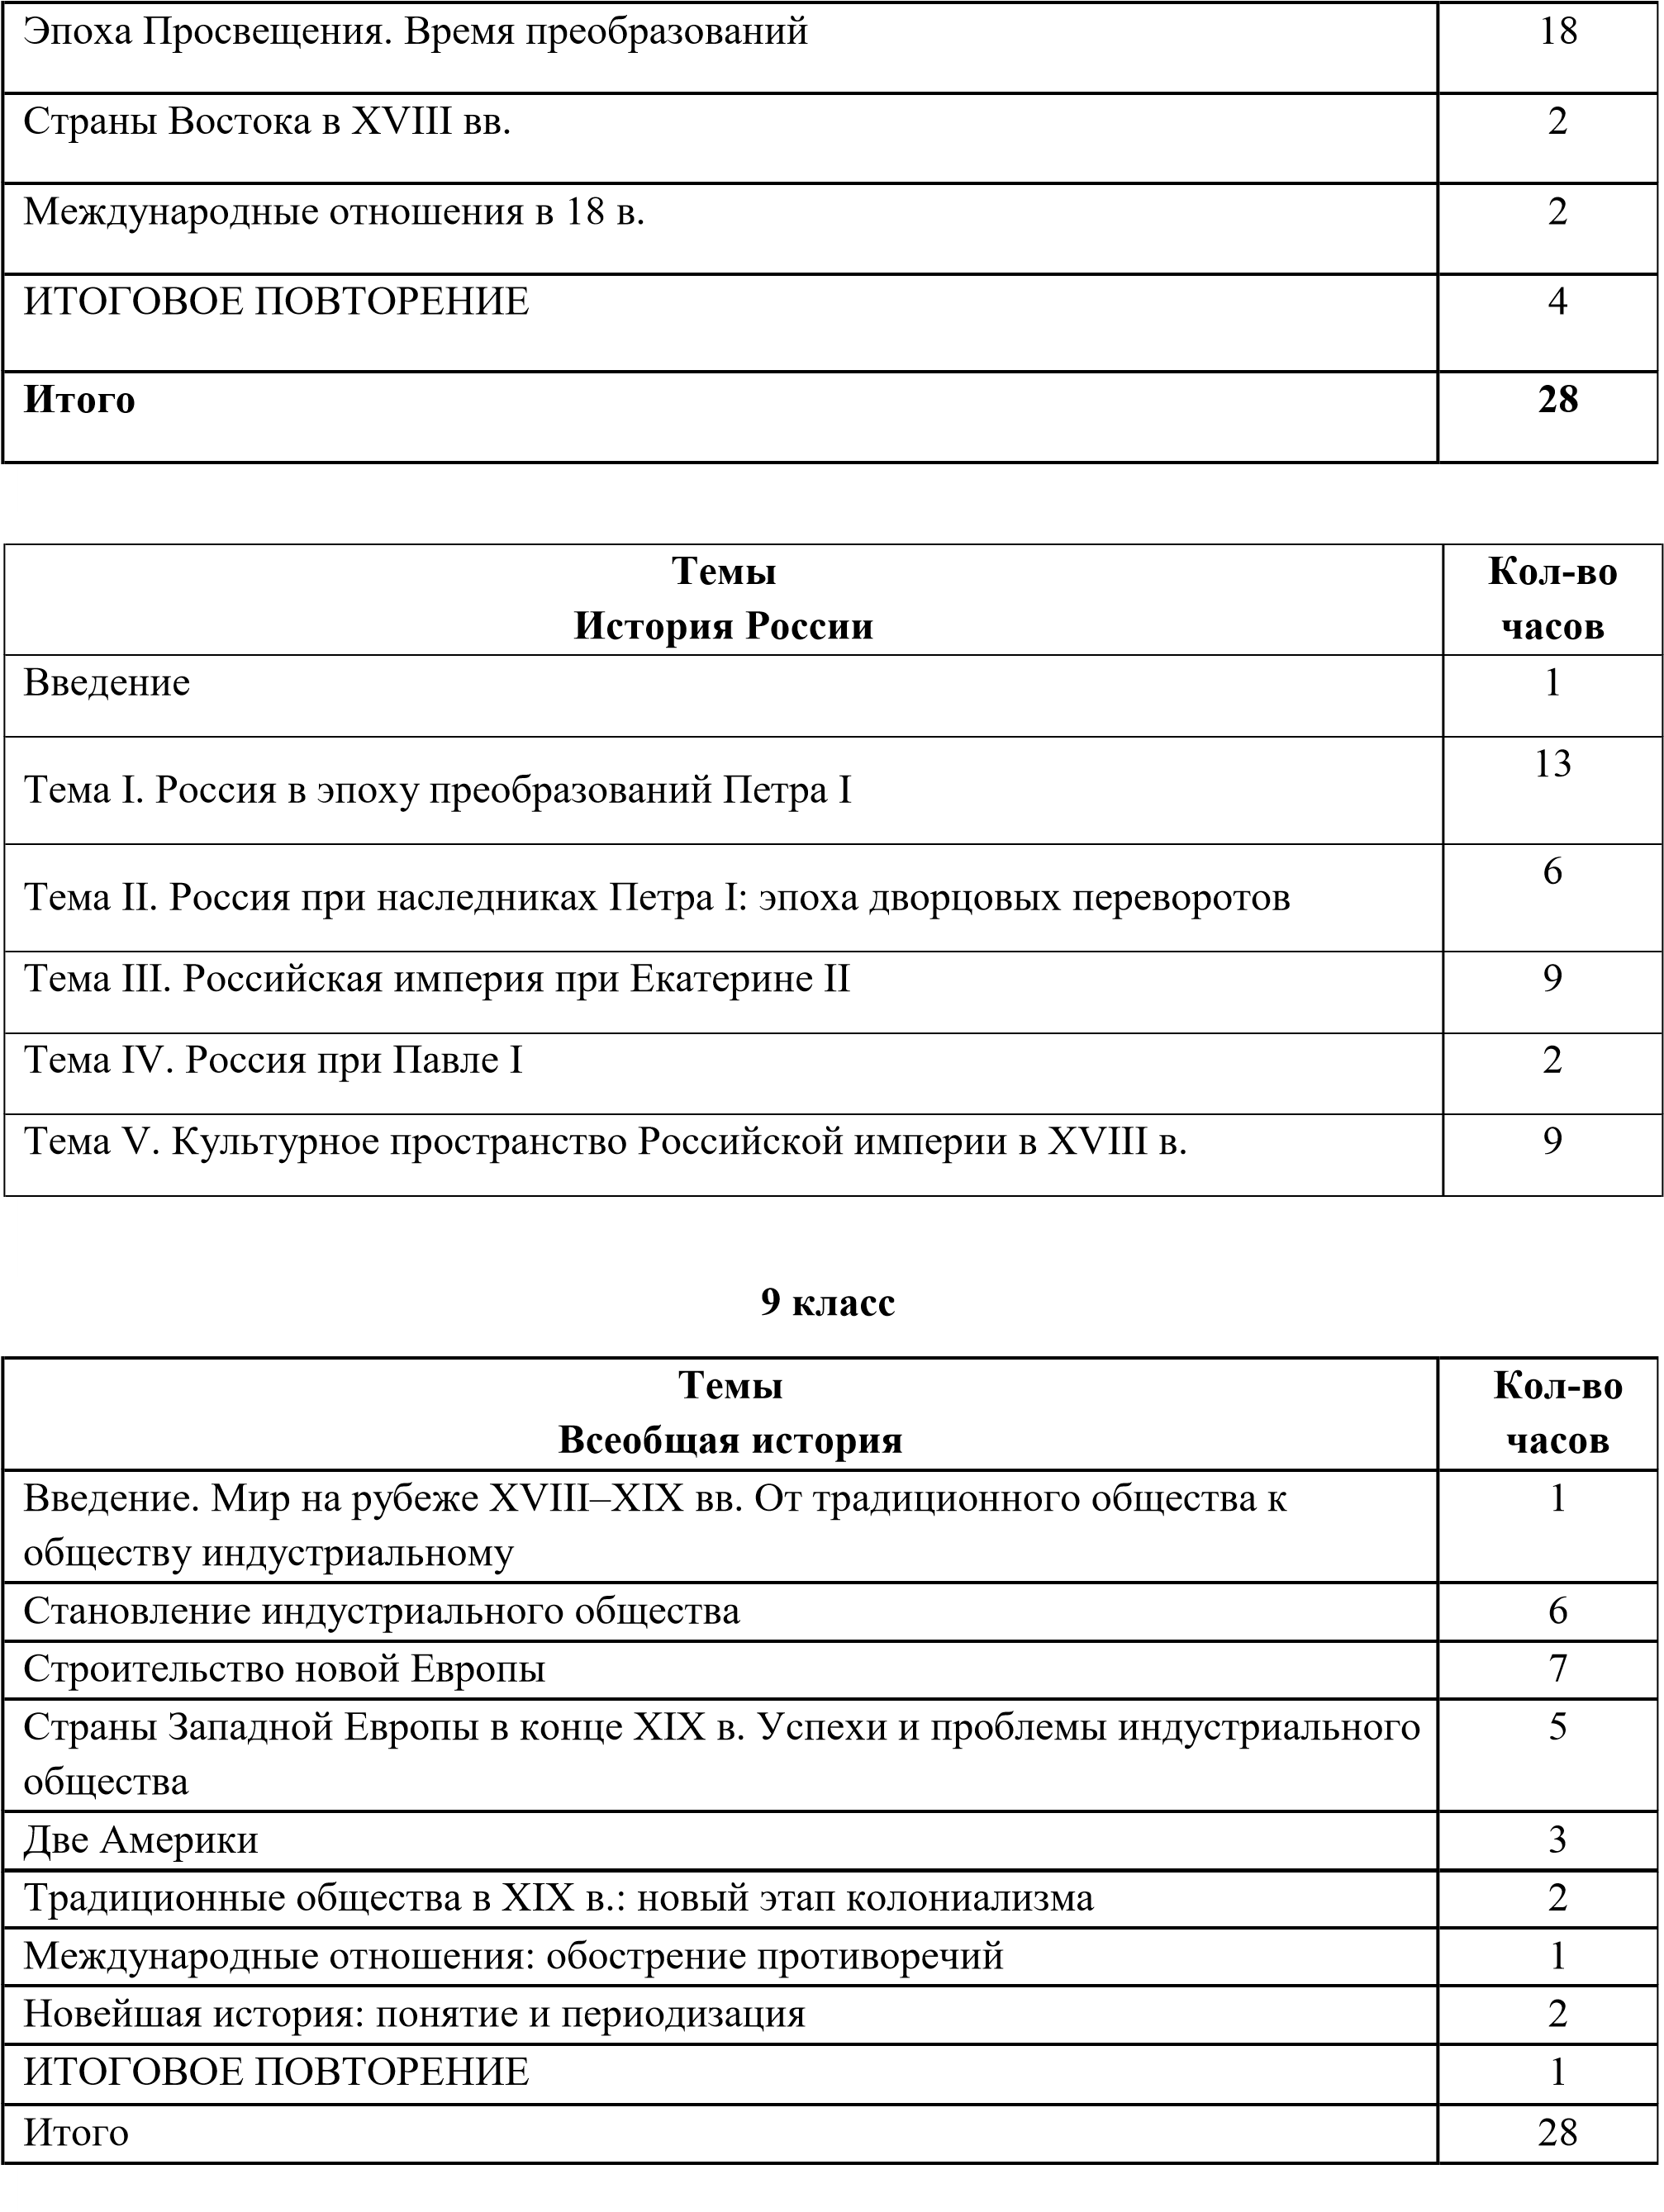 Эпоха Просвещения. Время преобразований 18
Страны Востока в XVIII вв. 2
Международные отношения в 18 в. 2
ИТОГОВОЕ ПОВТОРЕНИЕ 4
Итого 28
Темы Кол-во
История России часов
Введение 1
Тема I. Россия в эпоху преобразований Петра I 13
Тема II. Россия при наследниках Петра I: эпоха дворцовых переворотов 6
Тема III. Российская империя при Екатерине II 9
Тема IV. Россия при Павле I 2
Тема V. Культурное пространство Российской империи в XVIII в. 9
9 класс
Темы Кол-во
Всеобщая история часов
Введение. Мир на рубеже XVIII–XIX вв. От традиционного общества к 1
обществу индустриальному
Становление индустриального общества 6
Строительство новой Европы 7
Страны Западной Европы в конце XIX в. Успехи и проблемы индустриального 5
общества
Две Америки 3
Традиционные общества в XIX в.: новый этап колониализма 2
Международные отношения: обострение противоречий 1
Новейшая история: понятие и периодизация 2
ИТОГОВОЕ ПОВТОРЕНИЕ 1
Итого 28